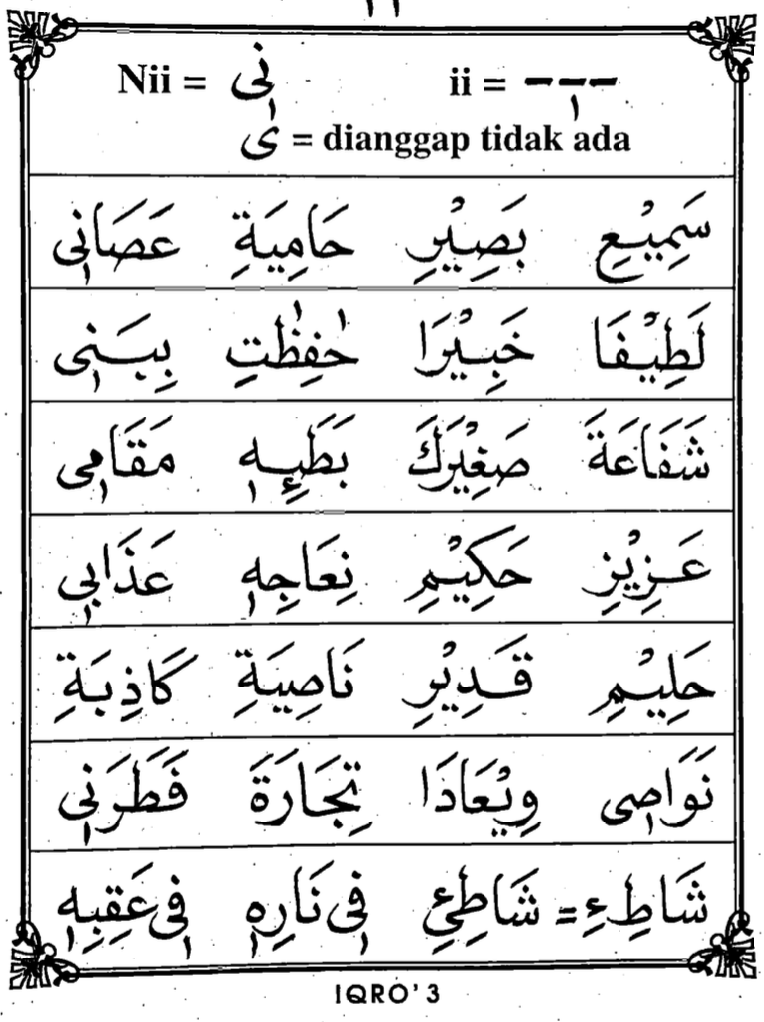 ١١
Nii = نٖى ii = ---ٖ
ى = dianggap tidak ada
سَمِيْعِ بَصِيْرِ حَامِيَةِ عَصَانٖى
لَطِيْفَا خَبِيْرَا حٰفِظٰتِ بِيَنٖى
شَفَاعَةَ صَغِيْرَكَ بَطَيِءِهٖ مَقَامٖى
عَزِيْزِ حَكِيْمِ نِعَاجِهٖ عَذَابٖى
حَلِيْمِ قَدِيْرِ نَاصِيَةِ كَاذِبَةِ
نَوَاصٖى وِيْعَادَا تِجَارَةَ فَطَرَنٖى
شَاطِءِ = شَاطِئِ فٖى نَارِهٖ فٖى عَقِبِهٖ
IQRO' 3